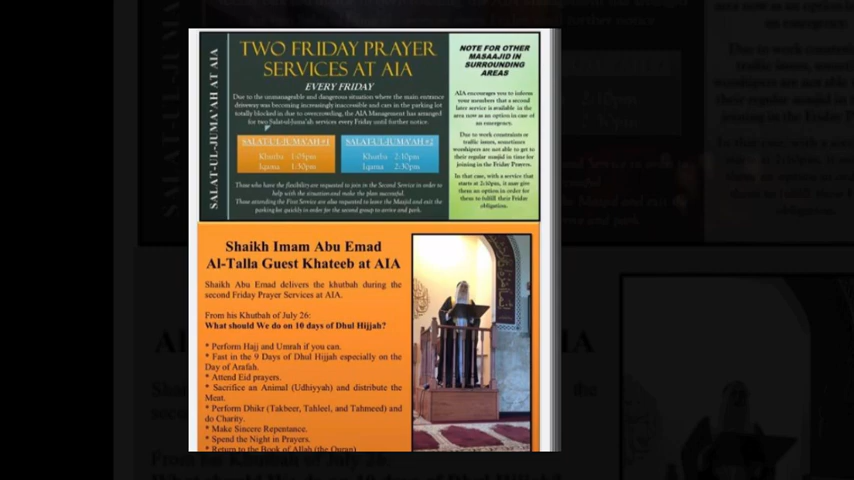 SALAT-UL-JUMA'AH AT AIA
TWO FRIDAY PRAYER
SERVICES AT AIA
EVERY FRIDAY
Due to the unmanageable and dangerous situation where the main entrance
driveway was becoming increasingly inaccessible and cars in the parking lot
totally blocked in due to overcrowding, the AIA Management has arranged
for two Salat-ul-Juma'ah services every Friday until further notice.
SALAT-UL-JUMA'AH #1
Khutba 1:05pm
Iqama 1:30pm
SALAT-UL-JUMA'AH #2
Khutba 2:10pm
Iqama 2:30pm
Those who have the flexibility are requested to join in the Second Service in order to
help with the situation and make the plan successful.
Those attending the First Service are also requested to leave the Masjid and exit the
parking lot quickly in order for the second group to arrive and park.
NOTE FOR OTHER
MASAAJID IN
SURROUNDING
AREAS
AIA encourages you to inform
your members that a second
later service is available in the
area now as an option in case of
an emergency.
Due to work constraints or
traffic issues, sometimes
worshipers are not able to get to
their regular masjid in time for
joining in the Friday Prayers.
In that case, with a service that
starts at 2:10pm, it may give
them an option in order for
them to fulfill their Friday
obligation.
Shaikh Imam Abu Emad
Al-Talla Guest Khateeb at AIA
Shaikh Abu Emad delivers the khutbah during the
second Friday Prayer Services at AIA.
From his Khutbah of July 26:
What should We do on 10 days of Dhul Hijjah?
* Perform Hajj and Umrah if you can.
* Fast in the 9 Days of Dhul Hijjah especially on the
Day of Arafah.
* Attend Eid prayers.
* Sacrifice an Animal (Udhiyyah) and distribute the
Meat.
* Perform Dhikr (Takbeer, Tahleel, and Tahmeed) and
do Charity.
* Make Sincere Repentance.
* Spend the Night in Prayers.
* Return to the Book of Allah (the Quran)